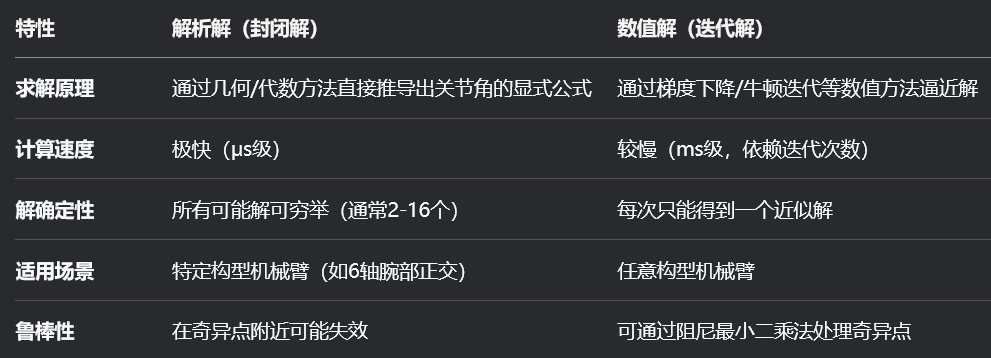 特性 解析解（封闭解） 数值解（迭代解）
求解原理 通过几何/代数方法直接推导出关节角的显式公式 通过梯度下降/牛顿迭代等数值方法逼近解
计算速度 极快（μs级） 较慢（ms级，依赖迭代次数）
解确定性 所有可能解可穷举（通常2-16个） 每次只能得到一个近似解
适用场景 特定构型机械臂（如6轴腕部正交） 任意构型机械臂
鲁棒性 在奇异点附近可能失效 可通过阻尼最小二乘法处理奇异点